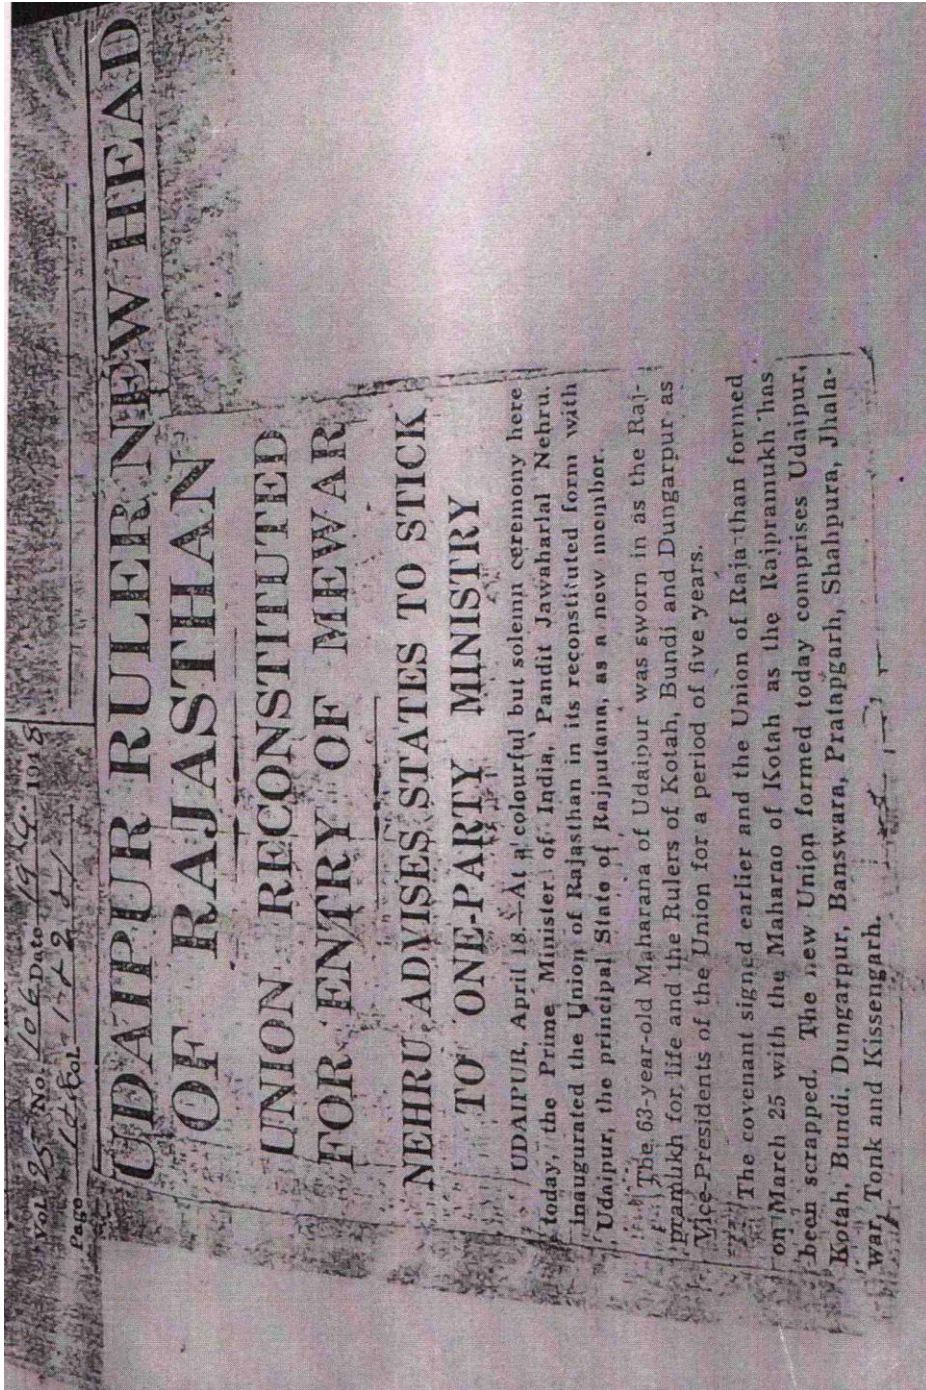 Vol. 95 No. 106 Date 19.4. 1948
Page Col.
UDAIPUR RULER NEW HEAD
OF RAJASTHAN
UNION RECONSTITUTED
FOR ENTRY OF MEWAR
NEHRU ADVISES STATES TO STICK
TO ONE-PARTY MINISTRY
UDAIPUR, April 18.—At a colourful but solemn ceremony here
today, the Prime Minister of India, Pandit Jawaharlal Nehru,
inaugurated the Union of Rajasthan in its reconstituted form with
Udaipur, the principal State of Rajputana, as a new member.
The 63-year-old Maharana of Udaipur was sworn in as the Raj-
pramukh for life and the Rulers of Kotah, Bundi and Dungarpur as
Vice-Presidents of the Union for a period of five years.
The covenant signed earlier and the Union of Raja-than formed
on March 25 with the Maharao of Kotah as the Rajpramukh has
been scrapped. The new Union formed today comprises Udaipur,
Kotah, Bundi, Dungarpur, Banswara, Pratapgarh, Shahpura, Jhala-
war, Tonk and Kissengarh.